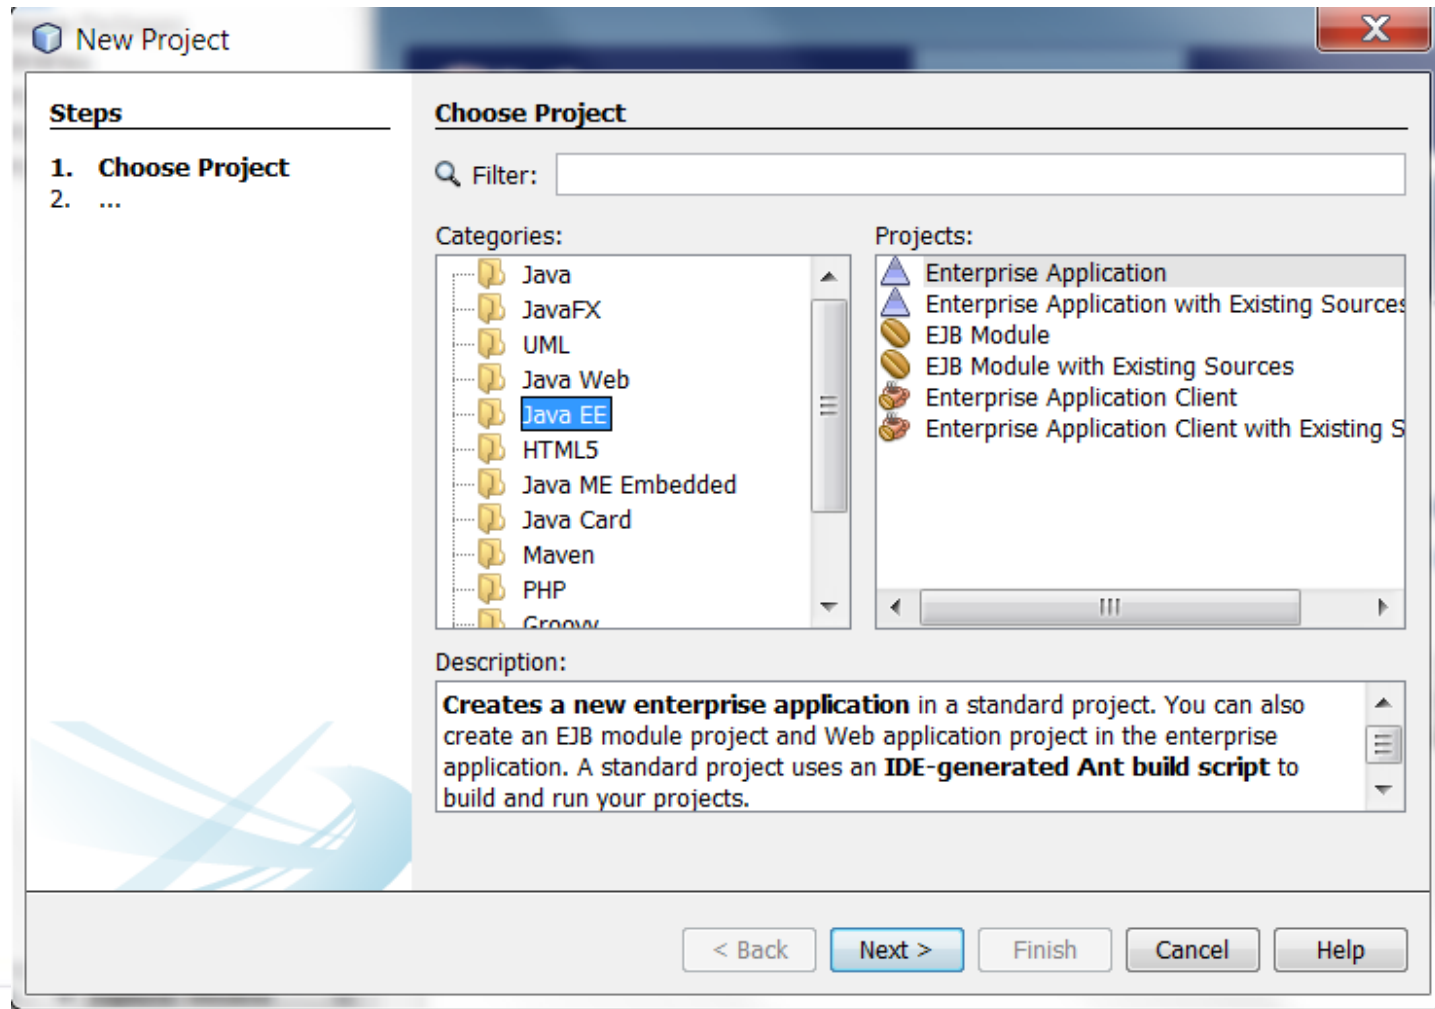 New Project
Steps
1. Choose Project
2. ...
Choose Project
Filter:
Categories:
Java
JavaFX
UML
Java Web
Java EE
HTML5
Java ME Embedded
Java Card
Maven
PHP
Groovy
Projects:
Enterprise Application
Enterprise Application with Existing Sources
EJB Module
EJB Module with Existing Sources
Enterprise Application Client
Enterprise Application Client with Existing S
Description:
Creates a new enterprise application in a standard project. You can also
create an EJB module project and Web application project in the enterprise
application. A standard project uses an IDE-generated Ant build script to
build and run your projects.
< Back
Next >
Finish
Cancel
Help